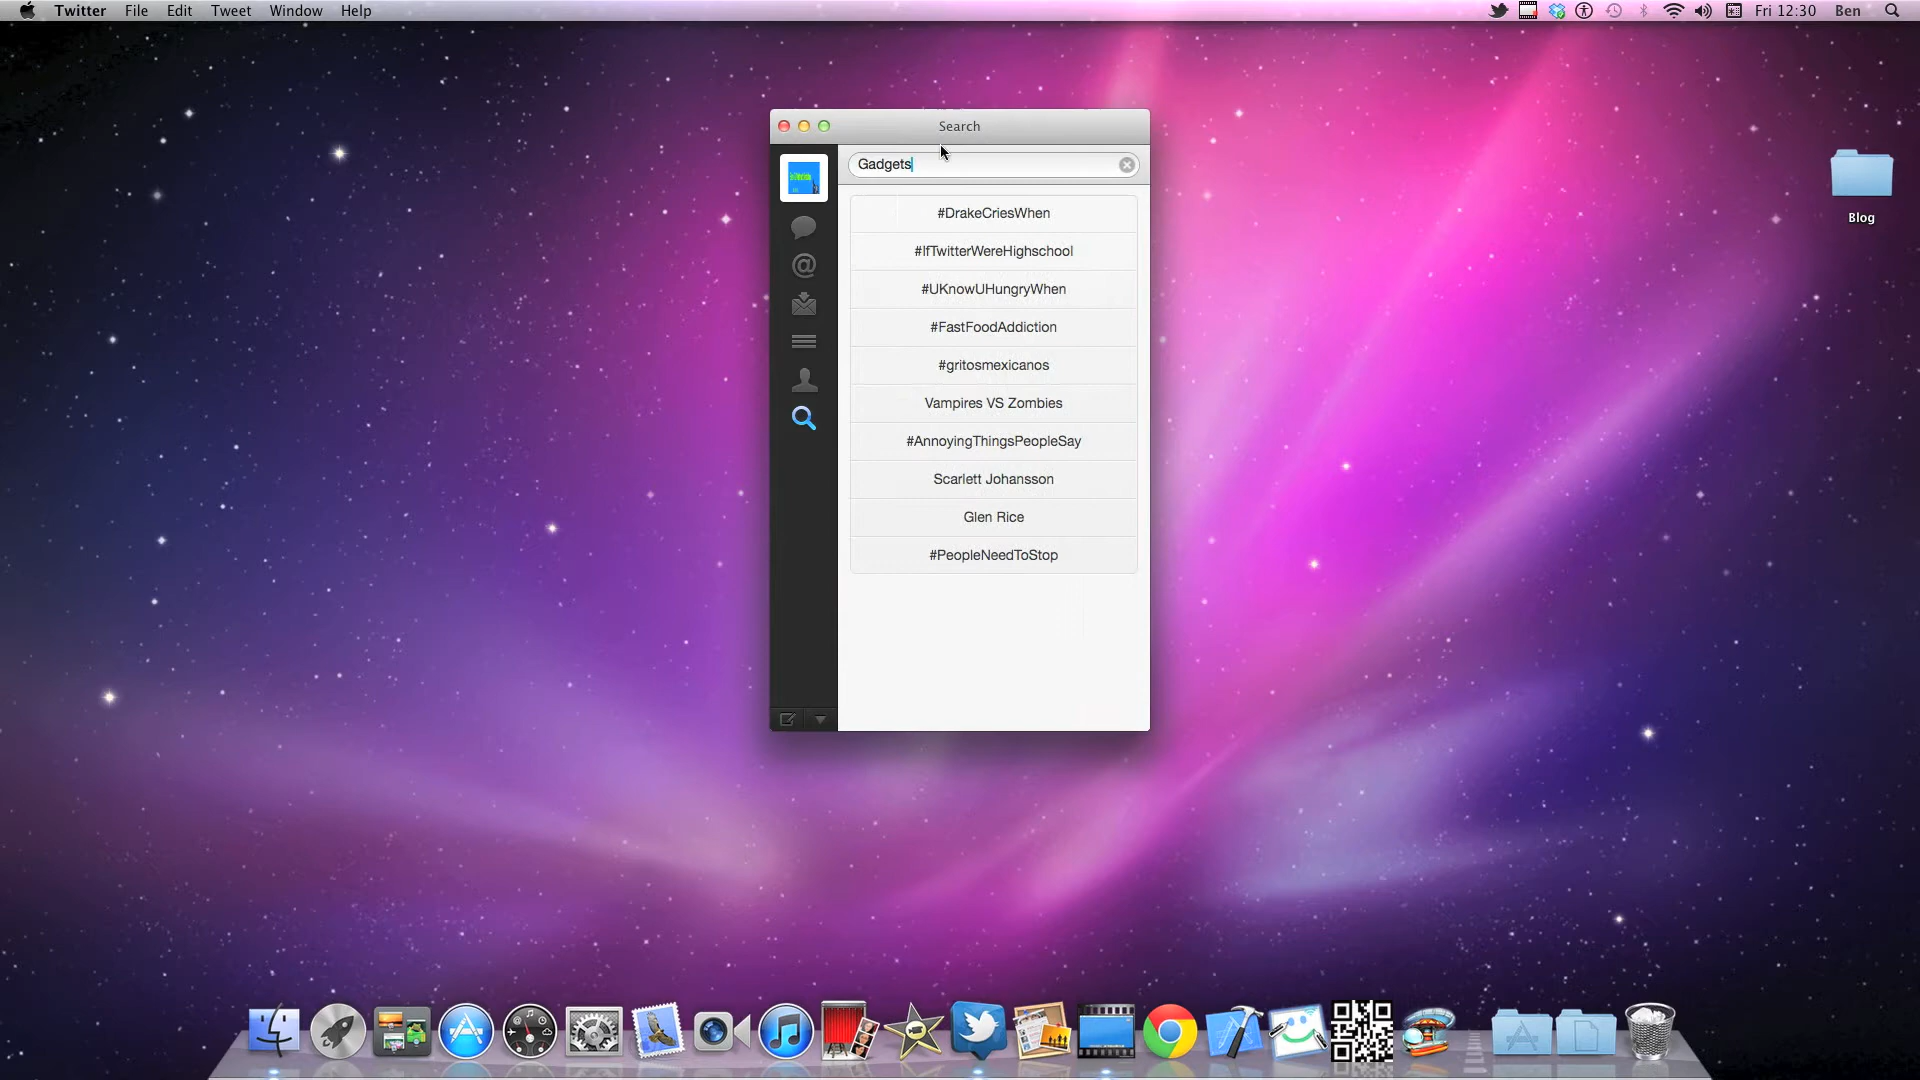 Twitter File Edit Tweet Window Help Fri 12:30 Ben
Search
Gadgets
#DrakeCriesWhen
#IfTwitterWereHighschool
#UKnowUHungryWhen
#FastFoodAddiction
#gritosmexicanos
Vampires VS Zombies
#AnnoyingThingsPeopleSay
Scarlett Johansson
Glen Rice
#PeopleNeedToStop
Blog